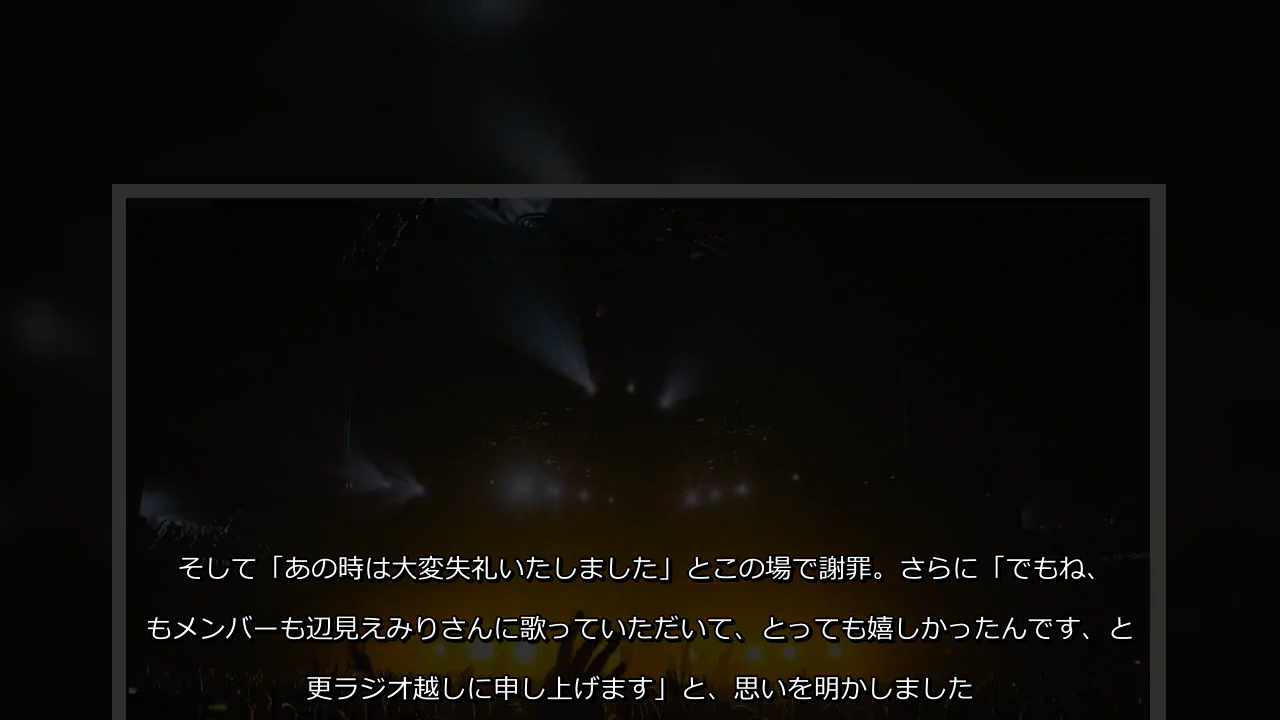 そして「あの時は大変失礼いたしました」とこの場で謝罪。さらに「でもね、
もメンバーも辺見えみりさんに歌っていただいて、とっても嬉しかったんです、と
更ラジオ越しに申し上げます」と、思いを明かしました